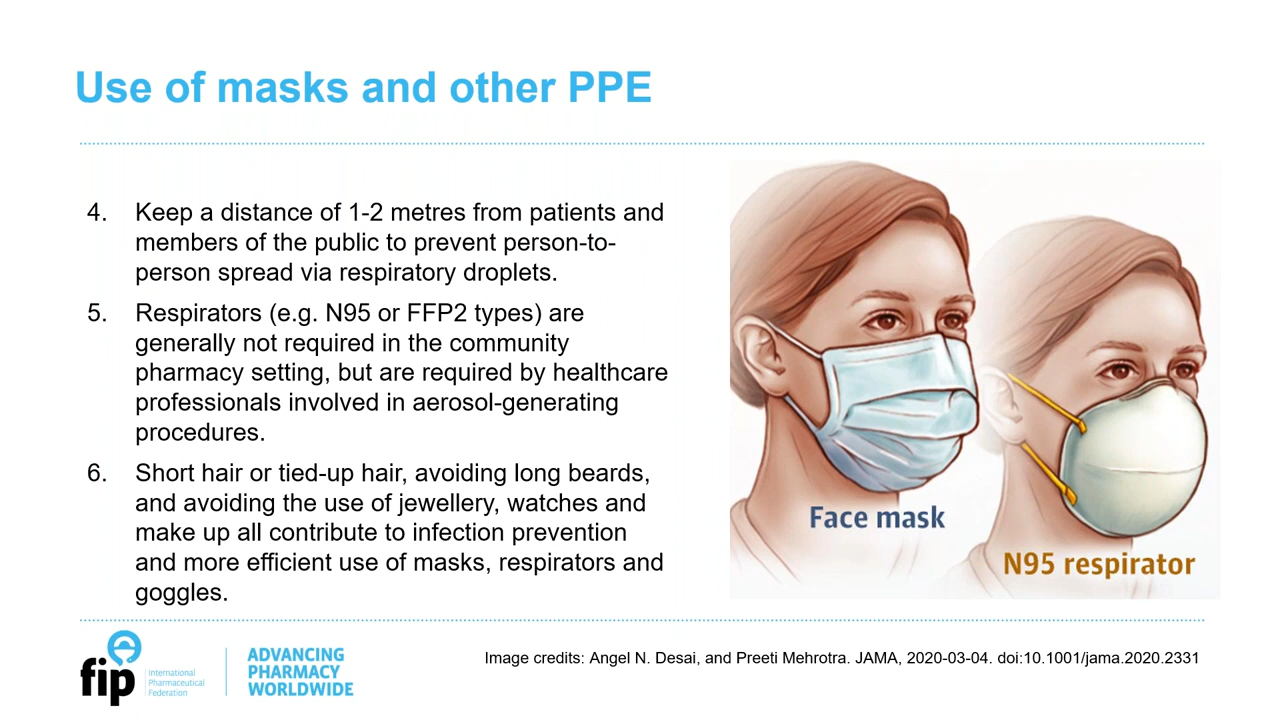 Use of masks and other PPE
4. Keep a distance of 1-2 metres from patients and
members of the public to prevent person-to-
person spread via respiratory droplets.
5. Respirators (e.g. N95 or FFP2 types) are
generally not required in the community
pharmacy setting, but are required by healthcare
professionals involved in aerosol-generating
procedures.
6. Short hair or tied-up hair, avoiding long beards,
and avoiding the use of jewellery, watches and
make up all contribute to infection prevention
and more efficient use of masks, respirators and
goggles.
Face mask
N95 respirator
fip
International
Pharmaceutical
Federation
ADVANCING
PHARMACY
WORLDWIDE
Image credits: Angel N. Desai, and Preeti Mehrotra. JAMA, 2020-03-04. doi:10.1001/jama.2020.2331